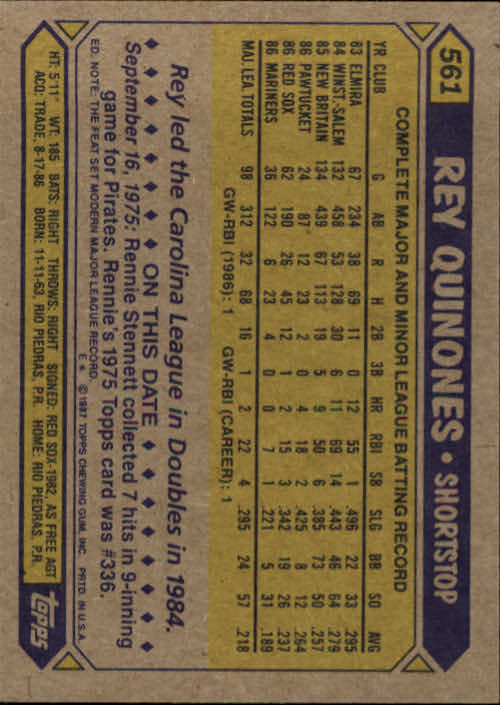 561 REY QUINONES • SHORTSTOP
COMPLETE MAJOR AND MINOR LEAGUE BATTING RECORD
YR CLUB G AB R H 2B 3B HR RBI SB SLG BB SO AVG
83 ELMIRA 67 234 38 69 11 0 12 55 1 .496 22 33 .295
84 WINST.-SALEM 132 458 53 128 30 6 11 69 14 .443 46 64 .279
85 NEW BRITAIN 134 439 67 113 19 5 9 50 6 .385 73 50 .257
86 PAWTUCKET 24 87 12 23 2 0 4 18 2 .425 8 12 .264
86 RED SOX 62 190 26 45 12 1 2 15 3 .342 19 26 .237
86 MARINERS 36 122 6 23 4 0 0 7 1 .221 5 31 .189
MAJ. LEA. TOTALS 98 312 32 68 16 1 2 22 4 .295 24 57 .218
GW-RBI (1986): 1 GW-RBI (CAREER): 1
Rey led the Carolina League in Doubles in 1984.
♦ ♦ ♦ ♦ ♦ ♦ ♦ ON THIS DATE ♦ ♦ ♦ ♦ ♦ ♦ ♦
September 16, 1975: Rennie Stennett collected 7 hits in 9-inning
game for Pirates. Rennie's 1975 Topps card was #336.
ED. NOTE: THE FEAT SET MODERN MAJOR LEAGUE RECORD.
E* © 1987 TOPPS CHEWING GUM, INC. PRTD. IN U.S.A.
HT: 5'11" WT: 185 BATS: RIGHT THROWS: RIGHT SIGNED: RED SOX-1982, AS FREE AGT
ACQ: TRADE, 8-17-86 BORN: 11-11-63, RIO PIEDRAS, P.R. HOME: RIO PIEDRAS, P.R.
TOPPS